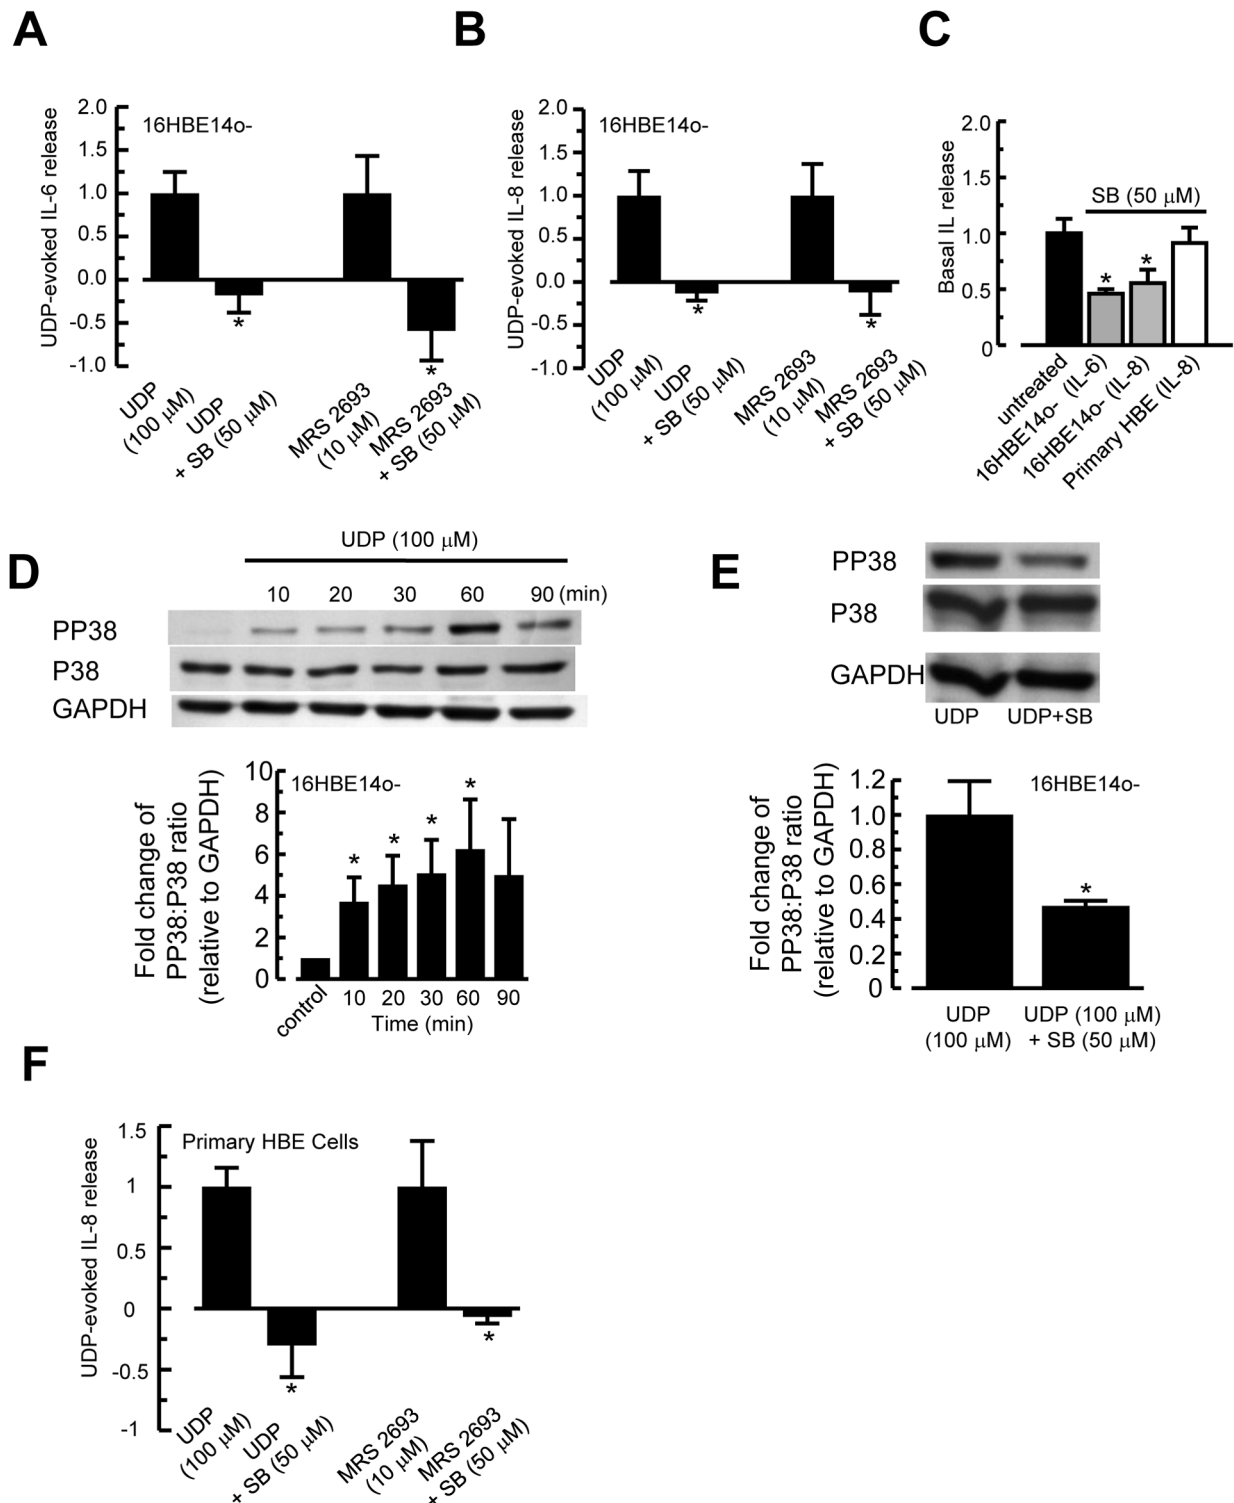 A
B
C
UDP-evoked IL-6 release
2.0
1.5
1.0
0.5
0.0
-0.5
-1.0
16HBE14o-
*
*
UDP
(100 μM)
UDP
+ SB (50 μM)
MRS 2693
(10 μM)
MRS 2693
+ SB (50 μM)
UDP-evoked IL-8 release
2.0
1.5
1.0
0.5
0.0
-0.5
-1.0
16HBE14o-
*
*
UDP
(100 μM)
UDP
+ SB (50 μM)
MRS 2693
(10 μM)
MRS 2693
+ SB (50 μM)
Basal IL release
2.0
1.5
1.0
0.5
0
SB (50 μM)
*
*
untreated
16HBE14o- (IL-6)
16HBE14o- (IL-8)
Primary HBE (IL-8)
D
UDP (100 μM)
10 20 30 60 90 (min)
PP38
P38
GAPDH
Fold change of
PP38:P38 ratio
(relative to GAPDH)
10
8
6
4
2
0
16HBE14o-
*
*
*
*
control 10 20 30 60 90
Time (min)
E
PP38
P38
GAPDH
UDP UDP+SB
Fold change of
PP38:P38 ratio
(relative to GAPDH)
1.2
1.0
0.8
0.6
0.4
0.2
0
16HBE14o-
*
UDP
(100 μM)
UDP (100 μM)
+ SB (50 μM)
F
UDP-evoked IL-8 release
1.5
1
0.5
0
-0.5
-1
Primary HBE Cells
*
*
UDP
(100 μM)
UDP
+ SB (50 μM)
MRS 2693
(10 μM)
MRS 2693
+ SB (50 μM)